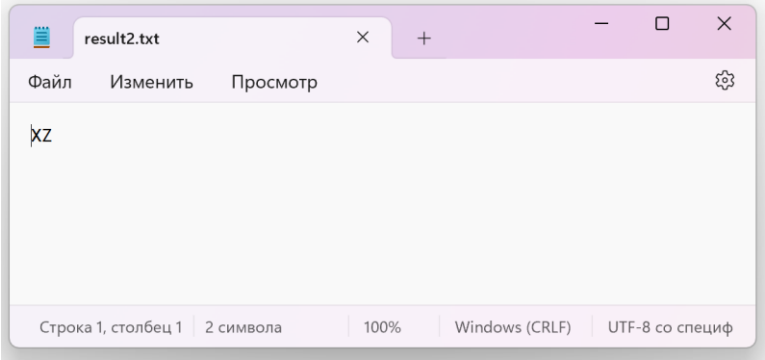 result2.txt
Файл Изменить Просмотр
XZ
Строка 1, столбец 1 2 символа 100% Windows (CRLF) UTF-8 со специф